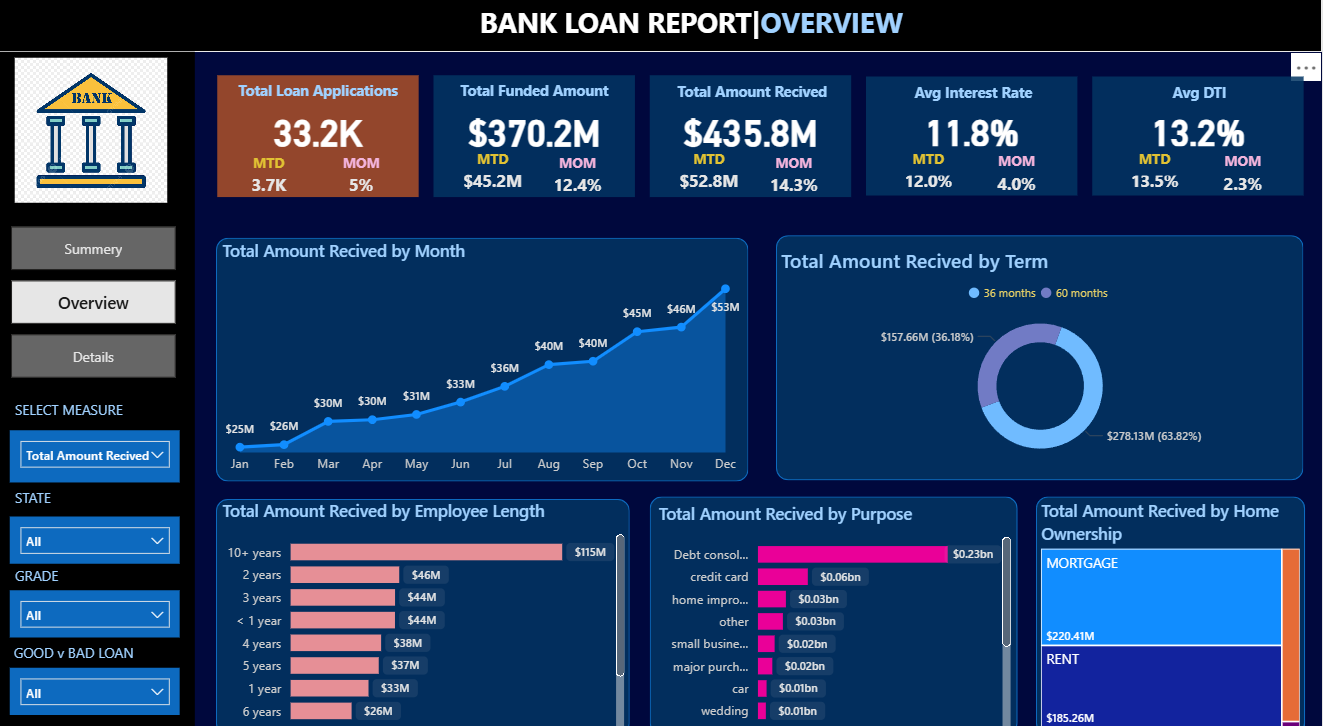 BANK LOAN REPORT|OVERVIEW
BANK
Total Loan Applications
33.2K
MTD MOM
3.7K 5%
Total Funded Amount
$370.2M
MTD MOM
$45.2M 12.4%
Total Amount Recived
$435.8M
MTD MOM
$52.8M 14.3%
Avg Interest Rate
11.8%
MTD MOM
12.0% 4.0%
Avg DTI
13.2%
MTD MOM
13.5% 2.3%
Summery
Overview
Details
SELECT MEASURE
Total Amount Recived
STATE
All
GRADE
All
GOOD v BAD LOAN
All
Total Amount Recived by Month
$25M $26M $30M $30M $31M $33M $36M $40M $40M $45M $46M $53M
Jan Feb Mar Apr May Jun Jul Aug Sep Oct Nov Dec
Total Amount Recived by Term
36 months 60 months
$157.66M (36.18%)
$278.13M (63.82%)
Total Amount Recived by Employee Length
10+ years $115M
2 years $46M
3 years $44M
< 1 year $44M
4 years $38M
5 years $37M
1 year $33M
6 years $26M
Total Amount Recived by Purpose
Debt consol... $0.23bn
credit card $0.06bn
home impro... $0.03bn
other $0.03bn
small busine... $0.02bn
major purch... $0.02bn
car $0.01bn
wedding $0.01bn
Total Amount Recived by Home
Ownership
MORTGAGE
$220.41M
RENT
$185.26M